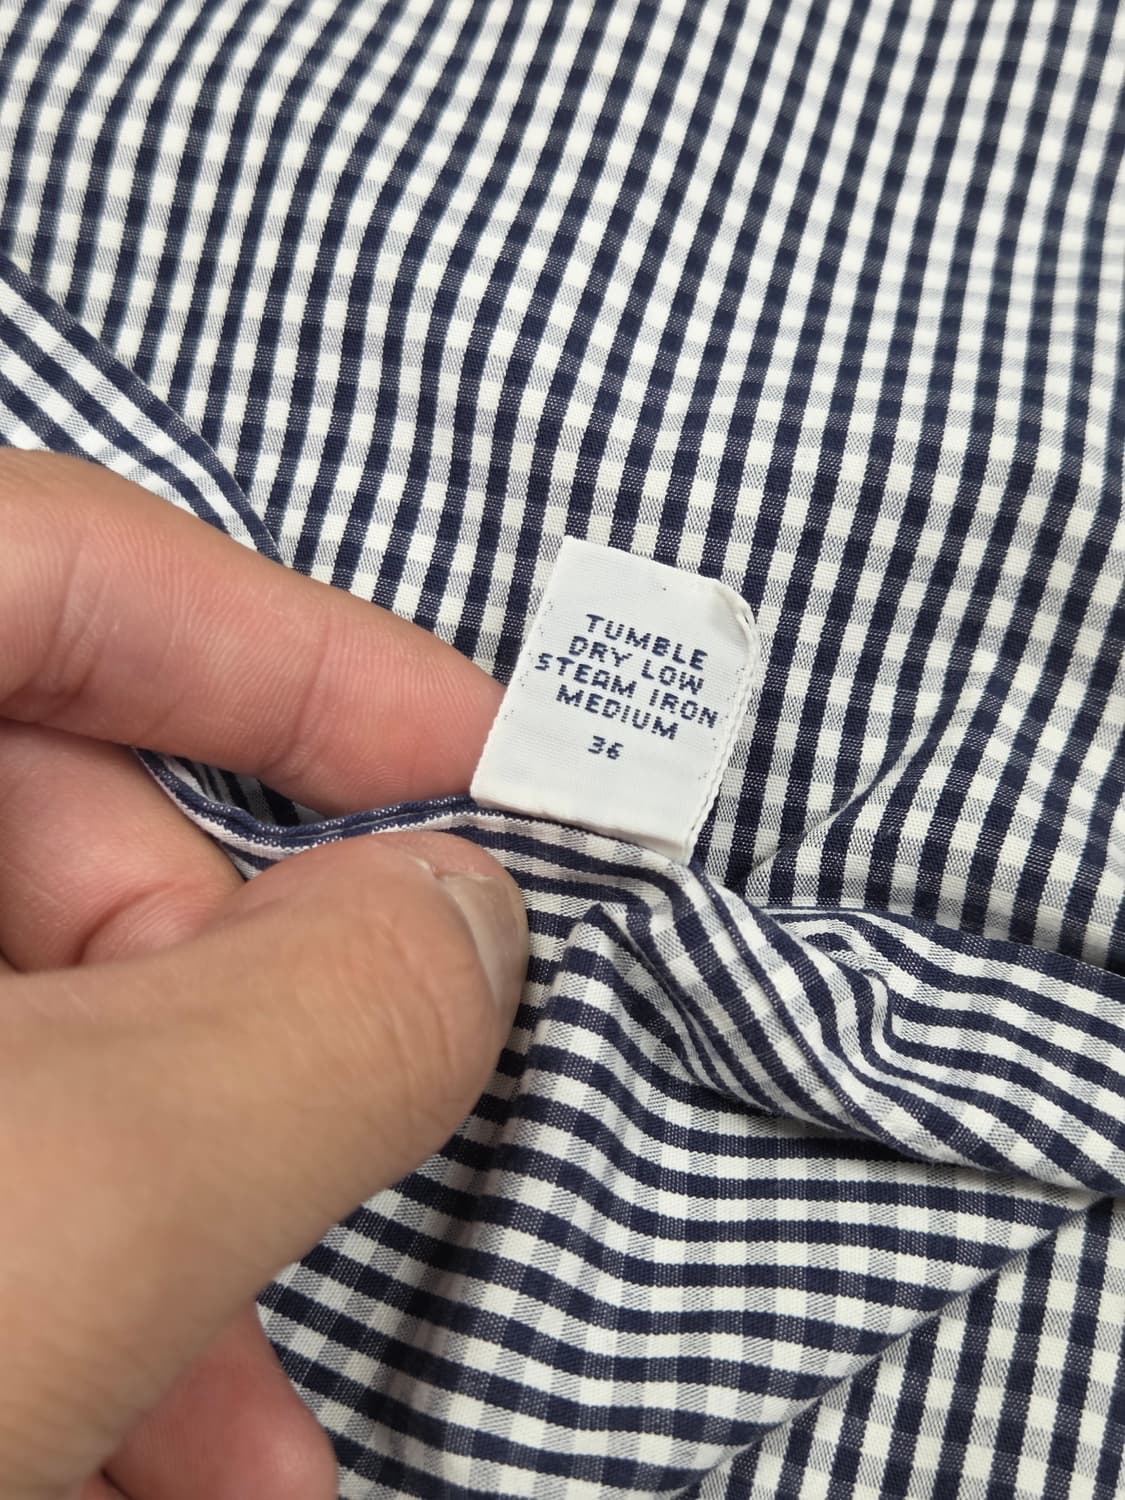 TUMBLE
DRY LOW
STEAM IRON
MEDIUM
36